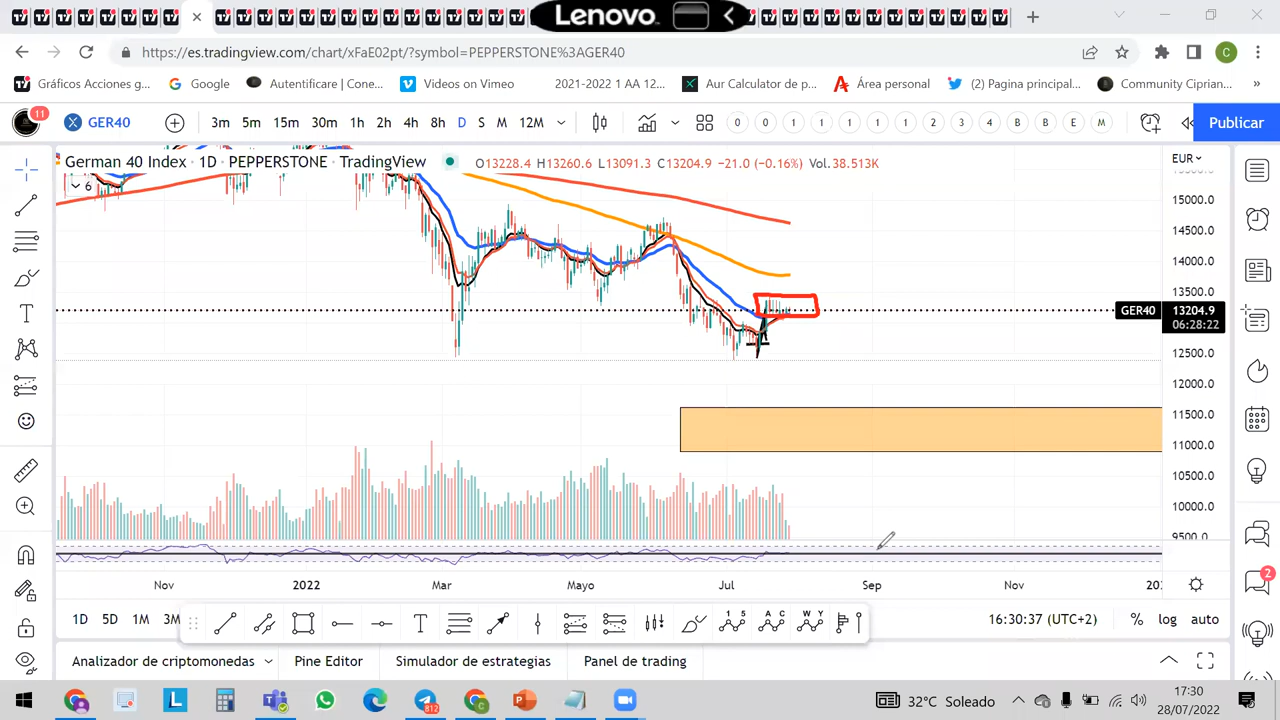 Lenovo
https://es.tradingview.com/chart/xFaE02pt/?symbol=PEPPERSTONE%3AGER40
C
Gráficos Acciones g...
Google
Autentificare | Cone...
Videos on Vimeo
2021-2022 1 AA 12...
Aur Calculator de p...
Área personal
(2) Pagina principal...
Community Ciprian...
»
11
GER40
3m 5m 15m 30m 1h 2h 4h 8h D S M 12M
0 0 1 1 1 1 2 3 4 B B E M
Publicar
German 40 Index · 1D · PEPPERSTONE · TradingView
O13228.4 H13260.6 L13091.3 C13204.9 −21.0 (−0.16%) Vol.38.513K
EUR
6
15000.0
14500.0
14000.0
13500.0
GER40 13204.9
06:28:22
12500.0
12000.0
11500.0
11000.0
10500.0
10000.0
9500.0
2
Nov 2022 Mar Mayo Jul Sep Nov
1D 5D 1M 3M
16:30:37 (UTC+2) % log auto
Analizador de criptomonedas
Pine Editor
Simulador de estrategias
Panel de trading
812
32°C Soleado
17:30
28/07/2022